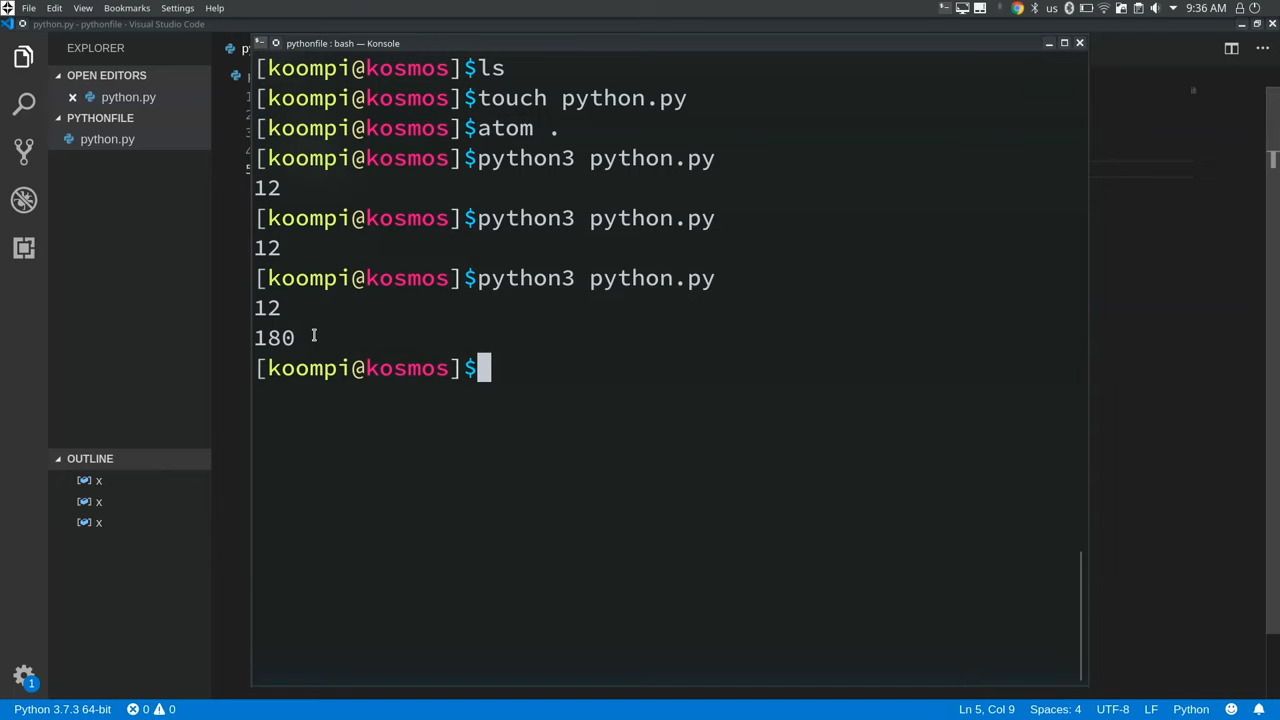 File Edit View Bookmarks Settings Help
us
9:36 AM
python.py - pythonfile - Visual Studio Code
EXPLORER
OPEN EDITORS
python.py
PYTHONFILE
python.py
OUTLINE
x
x
x
pythonfile : bash — Konsole
[koompi@kosmos]$ls
[koompi@kosmos]$touch python.py
[koompi@kosmos]$atom .
[koompi@kosmos]$python3 python.py
12
[koompi@kosmos]$python3 python.py
12
[koompi@kosmos]$python3 python.py
12
180
[koompi@kosmos]$
1
Python 3.7.3 64-bit 0 0 Ln 5, Col 9 Spaces: 4 UTF-8 LF Python